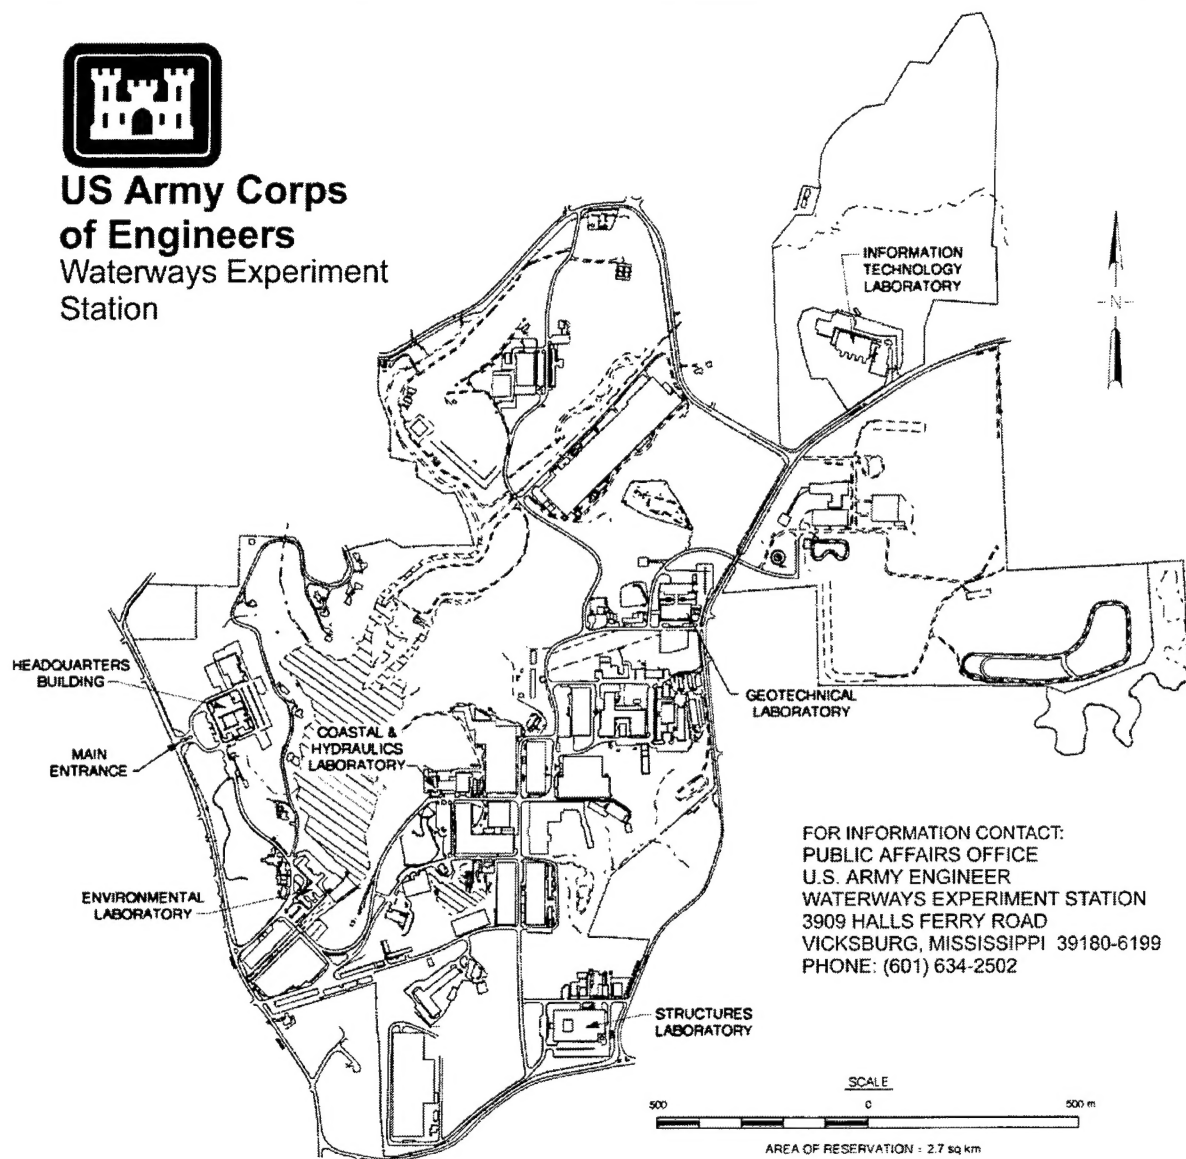 US Army Corps
of Engineers
Waterways Experiment
Station
INFORMATION
TECHNOLOGY
LABORATORY
N
HEADQUARTERS
BUILDING
MAIN
ENTRANCE
COASTAL &
HYDRAULICS
LABORATORY
GEOTECHNICAL
LABORATORY
ENVIRONMENTAL
LABORATORY
STRUCTURES
LABORATORY
FOR INFORMATION CONTACT:
PUBLIC AFFAIRS OFFICE
U.S. ARMY ENGINEER
WATERWAYS EXPERIMENT STATION
3909 HALLS FERRY ROAD
VICKSBURG, MISSISSIPPI 39180-6199
PHONE: (601) 634-2502
SCALE
500 0 500 m
AREA OF RESERVATION : 2.7 sq km